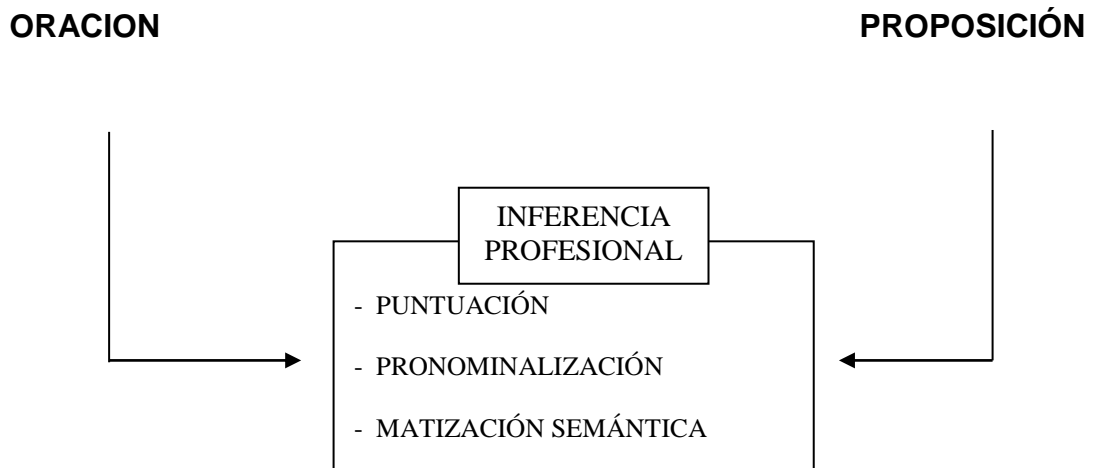 ORACION
PROPOSICIÓN
INFERENCIA
PROFESIONAL
- PUNTUACIÓN
- PRONOMINALIZACIÓN
- MATIZACIÓN SEMÁNTICA